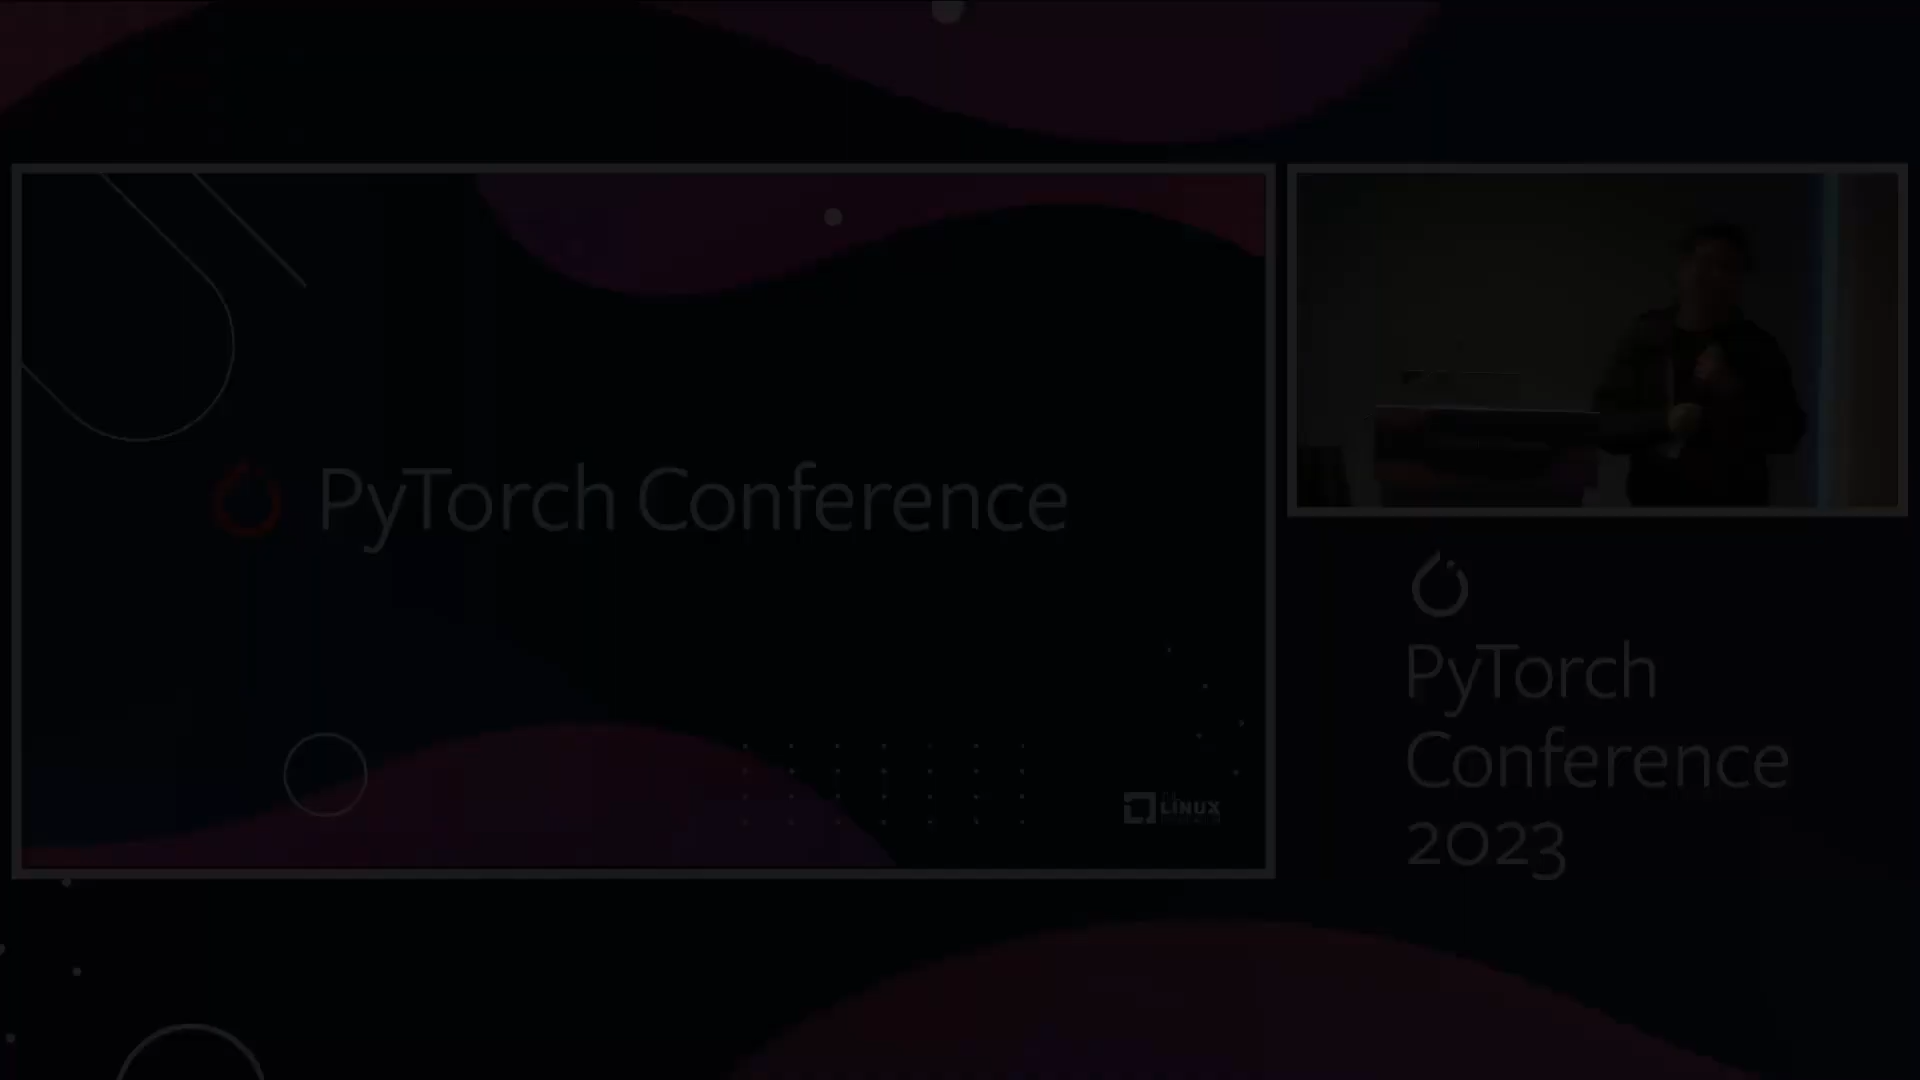 PyTorch Conference
LINUX
PyTorch
Conference
2023